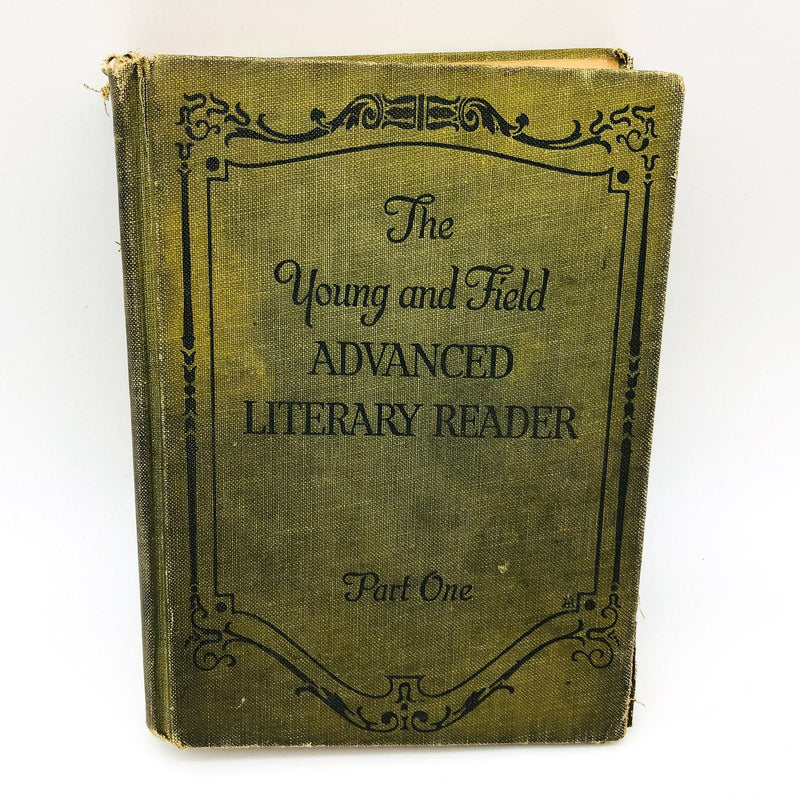 The
Young and Field
ADVANCED
LITERARY READER
Part One